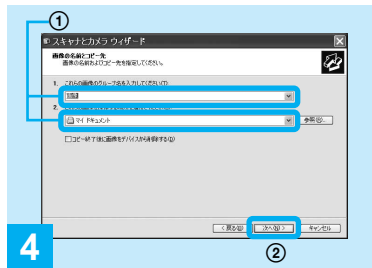 ①
スキャナとカメラ ウィザード
画像の名前とコピー先
画像の名前およびコピー先を指定してください。
1. これらの画像のグループ名を入力してください(T):
2.
マイ ドキュメント
参照(B)...
コピー終了後に画像をデバイスから削除する(D)
< 戻る(B)
次へ(N) >
キャンセル
4
②